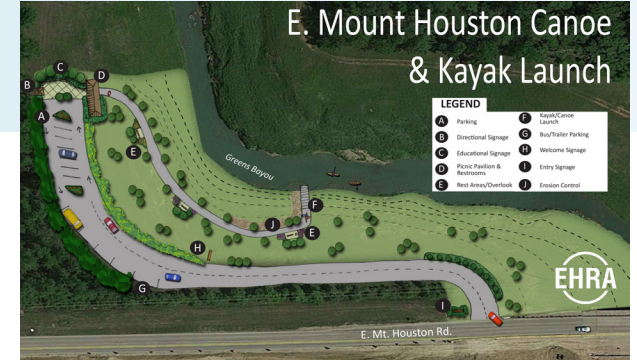 E. Mount Houston Canoe
& Kayak Launch
LEGEND
A Parking
B Directional Signage
C Educational Signage
D Picnic Pavilion &
Restrooms
E Rest Areas/Overlook
F Kayak/Canoe
Launch
G Bus/Trailer Parking
H Welcome Signage
I Entry Signage
J Erosion Control
C
D
B
A
E
Greens Bayou
F
J
E
H
G
I
EHRA
E. Mt. Houston Rd.